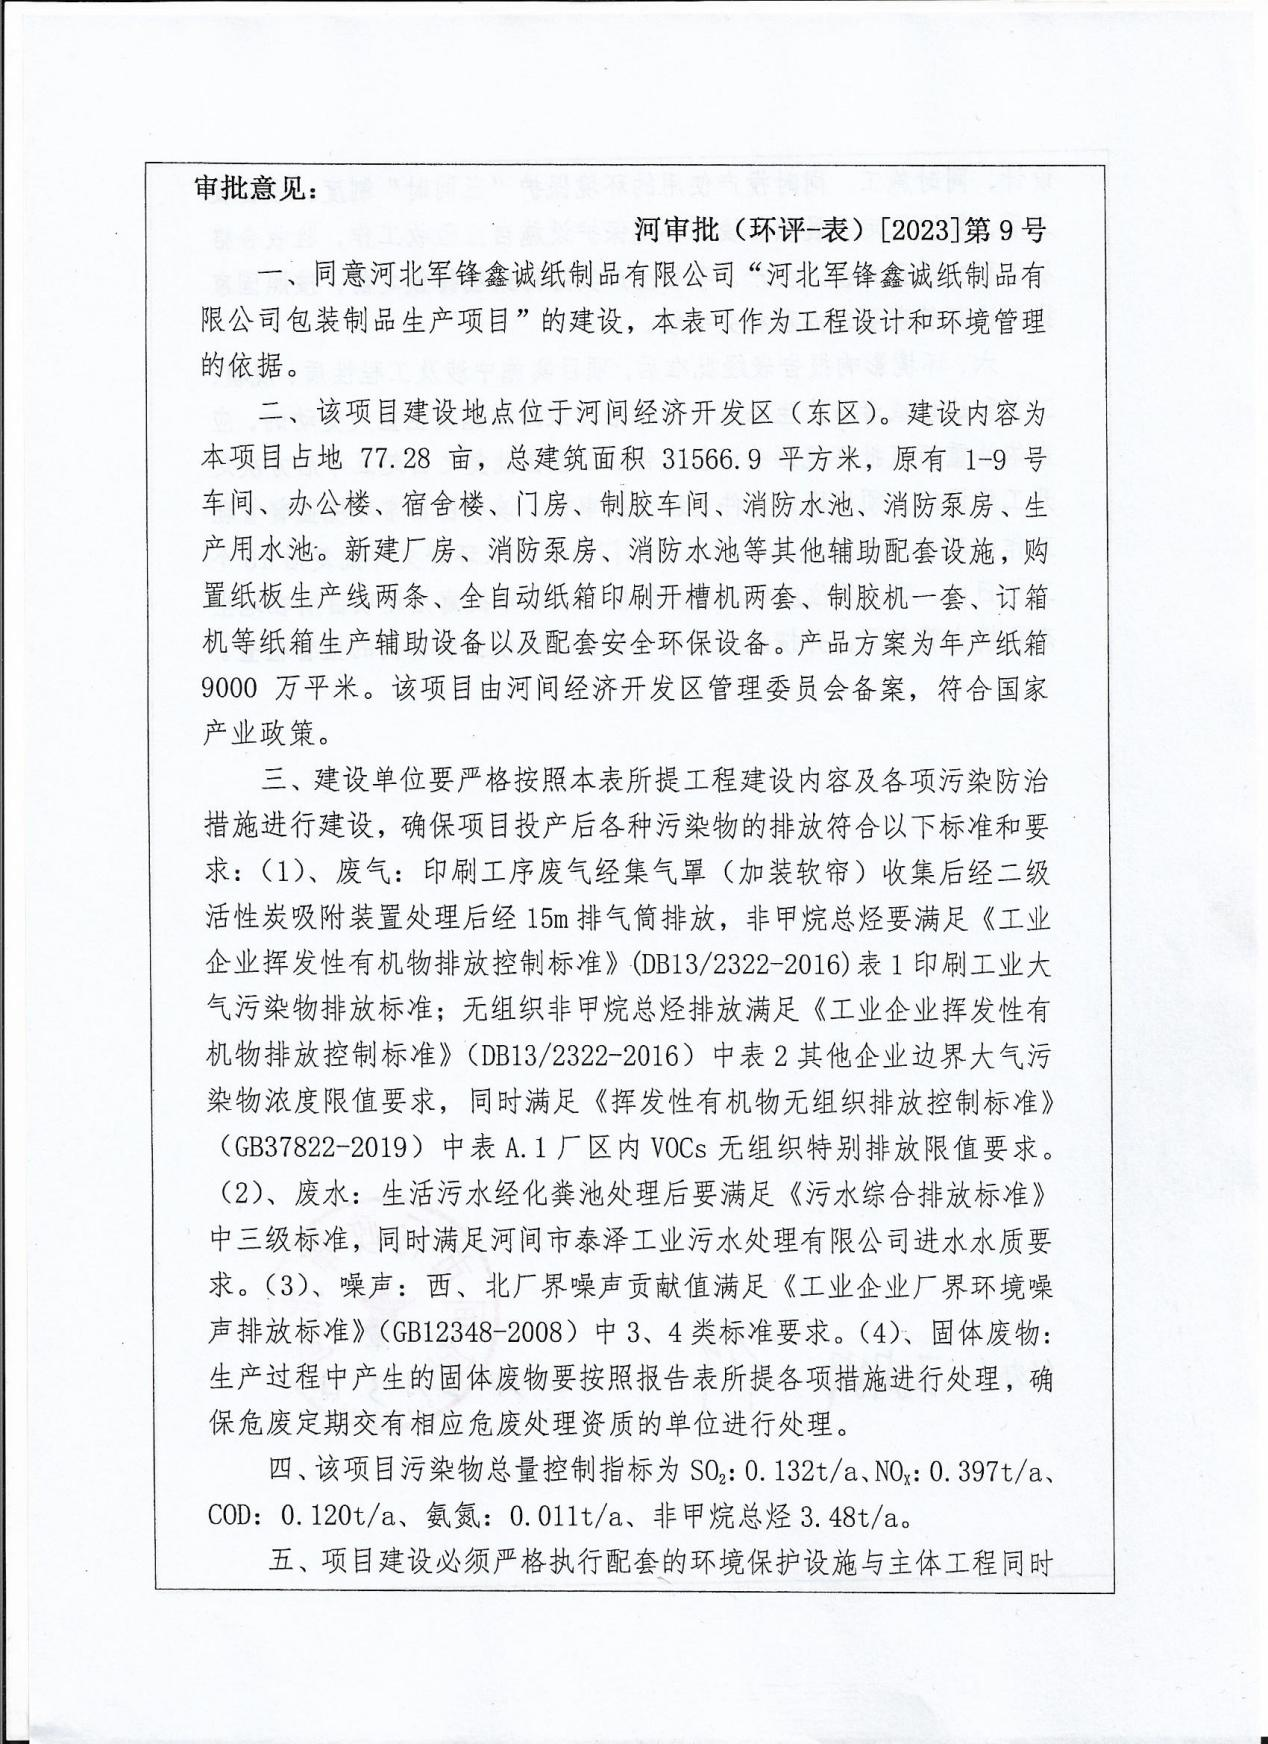 审批意见：
河审批（环评-表）[2023]第9号
一、同意河北军锋鑫诚纸制品有限公司“河北军锋鑫诚纸制品有
限公司包装制品生产项目”的建设，本表可作为工程设计和环境管理
的依据。
二、该项目建设地点位于河间经济开发区（东区）。建设内容为
本项目占地 77.28 亩，总建筑面积 31566.9 平方米，原有 1-9 号
车间、办公楼、宿舍楼、门房、制胶车间、消防水池、消防泵房、生
产用水池。新建厂房、消防泵房、消防水池等其他辅助配套设施，购
置纸板生产线两条、全自动纸箱印刷开槽机两套、制胶机一套、订箱
机等纸箱生产辅助设备以及配套安全环保设备。产品方案为年产纸箱
9000 万平米。该项目由河间经济开发区管理委员会备案，符合国家
产业政策。
三、建设单位要严格按照本表所提工程建设内容及各项污染防治
措施进行建设，确保项目投产后各种污染物的排放符合以下标准和要
求：（1）、废气：印刷工序废气经集气罩（加装软帘）收集后经二级
活性炭吸附装置处理后经 15m 排气筒排放，非甲烷总烃要满足《工业
企业挥发性有机物排放控制标准》(DB13/2322-2016)表 1 印刷工业大
气污染物排放标准；无组织非甲烷总烃排放满足《工业企业挥发性有
机物排放控制标准》（DB13/2322-2016）中表 2 其他企业边界大气污
染物浓度限值要求，同时满足《挥发性有机物无组织排放控制标准》
（GB37822-2019）中表 A.1 厂区内 VOCs 无组织特别排放限值要求。
（2）、废水：生活污水经化粪池处理后要满足《污水综合排放标准》
中三级标准，同时满足河间市泰泽工业污水处理有限公司进水水质要
求。（3）、噪声：西、北厂界噪声贡献值满足《工业企业厂界环境噪
声排放标准》（GB12348-2008）中 3、4 类标准要求。（4）、固体废物：
生产过程中产生的固体废物要按照报告表所提各项措施进行处理，确
保危废定期交有相应危废处理资质的单位进行处理。
四、该项目污染物总量控制指标为 SO₂：0.132t/a、NOₓ：0.397t/a、
COD：0.120t/a、氨氮：0.011t/a、非甲烷总烃 3.48t/a。
五、项目建设必须严格执行配套的环境保护设施与主体工程同时